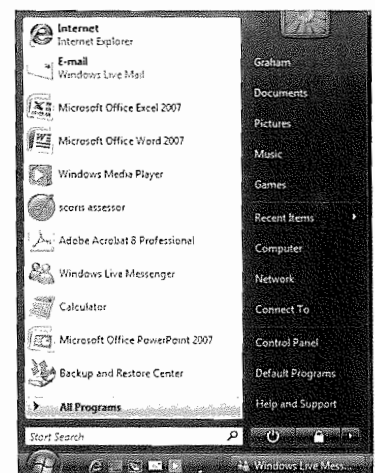 Internet
Internet Explorer
E-mail
Windows Live Mail
Microsoft Office Excel 2007
Microsoft Office Word 2007
Windows Media Player
scoris assessor
Adobe Acrobat 8 Professional
Windows Live Messenger
Calculator
Microsoft Office PowerPoint 2007
Backup and Restore Center
All Programs
Start Search
Graham
Documents
Pictures
Music
Games
Recent Items
Computer
Network
Connect To
Control Panel
Default Programs
Help and Support
Windows Live Mess...